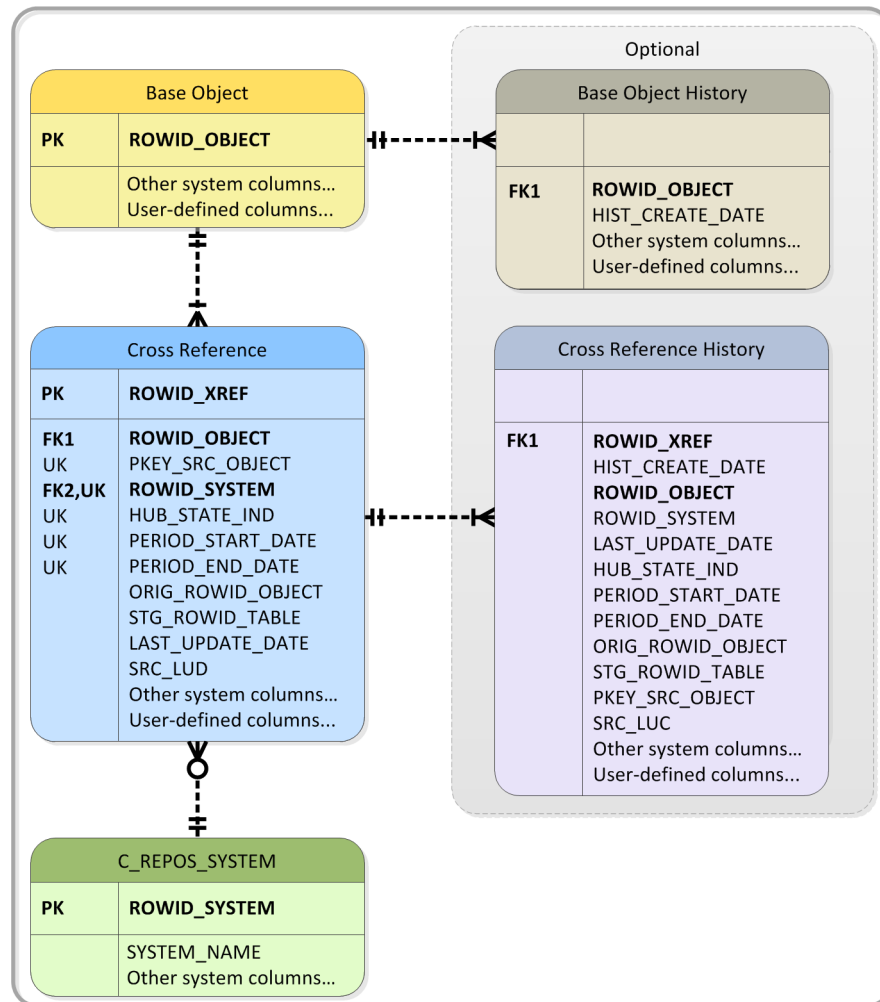 Optional
Base Object
PK ROWID_OBJECT
Other system columns…
User-defined columns...
Base Object History
FK1 ROWID_OBJECT
HIST_CREATE_DATE
Other system columns…
User-defined columns...
Cross Reference
PK ROWID_XREF
FK1 ROWID_OBJECT
UK PKEY_SRC_OBJECT
FK2,UK ROWID_SYSTEM
UK HUB_STATE_IND
UK PERIOD_START_DATE
UK PERIOD_END_DATE
ORIG_ROWID_OBJECT
STG_ROWID_TABLE
LAST_UPDATE_DATE
SRC_LUD
Other system columns…
User-defined columns...
Cross Reference History
FK1 ROWID_XREF
HIST_CREATE_DATE
ROWID_OBJECT
ROWID_SYSTEM
LAST_UPDATE_DATE
HUB_STATE_IND
PERIOD_START_DATE
PERIOD_END_DATE
ORIG_ROWID_OBJECT
STG_ROWID_TABLE
PKEY_SRC_OBJECT
SRC_LUC
Other system columns…
User-defined columns...
C_REPOS_SYSTEM
PK ROWID_SYSTEM
SYSTEM_NAME
Other system columns…